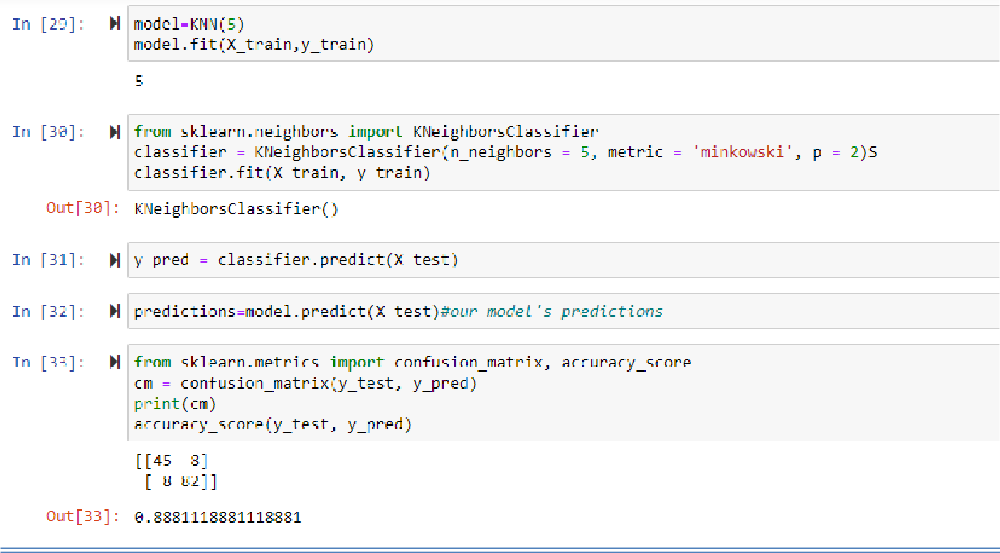 In [29]: model=KNN(5)
model.fit(X_train,y_train)
5
In [30]: from sklearn.neighbors import KNeighborsClassifier
classifier = KNeighborsClassifier(n_neighbors = 5, metric = 'minkowski', p = 2)S
classifier.fit(X_train, y_train)
Out[30]: KNeighborsClassifier()
In [31]: y_pred = classifier.predict(X_test)
In [32]: predictions=model.predict(X_test)#our model's predictions
In [33]: from sklearn.metrics import confusion_matrix, accuracy_score
cm = confusion_matrix(y_test, y_pred)
print(cm)
accuracy_score(y_test, y_pred)
[[45  8]
 [ 8 82]]
Out[33]: 0.8881118881118881